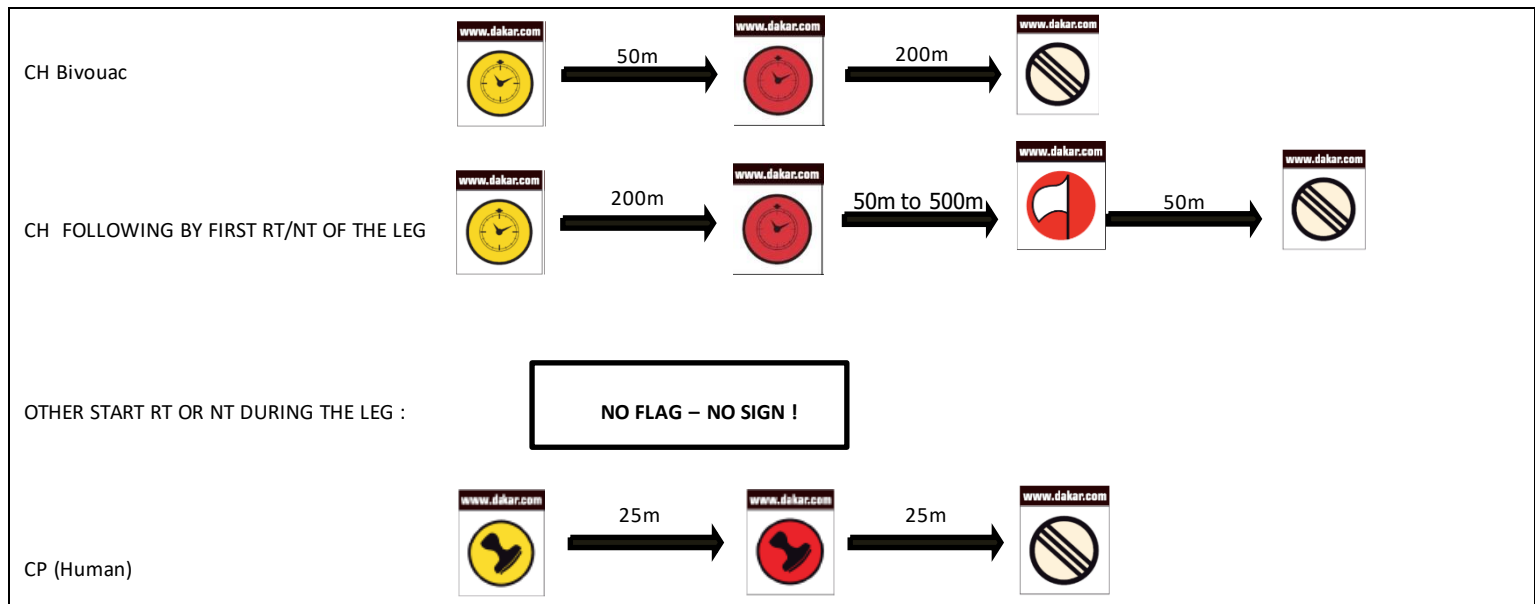 www.dakar.com www.dakar.com www.dakar.com
CH Bivouac 50m 200m
www.dakar.com www.dakar.com www.dakar.com www.dakar.com
CH FOLLOWING BY FIRST RT/NT OF THE LEG 200m 50m to 500m 50m
OTHER START RT OR NT DURING THE LEG : NO FLAG – NO SIGN !
www.dakar.com www.dakar.com www.dakar.com
25m 25m
CP (Human)